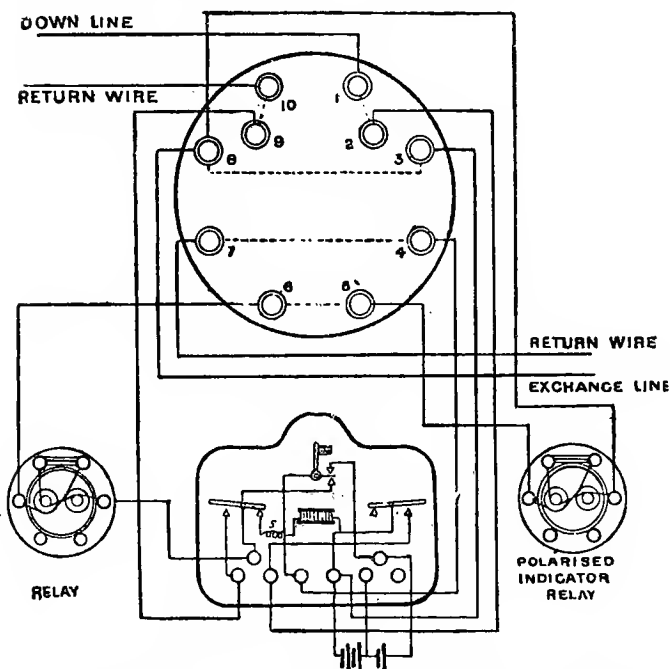 DOWN LINE
RETURN WIRE
10
1
9
2
8
3
7
4
6
5
RETURN WIRE
EXCHANGE LINE
S
RELAY
POLARISED
INDICATOR
RELAY